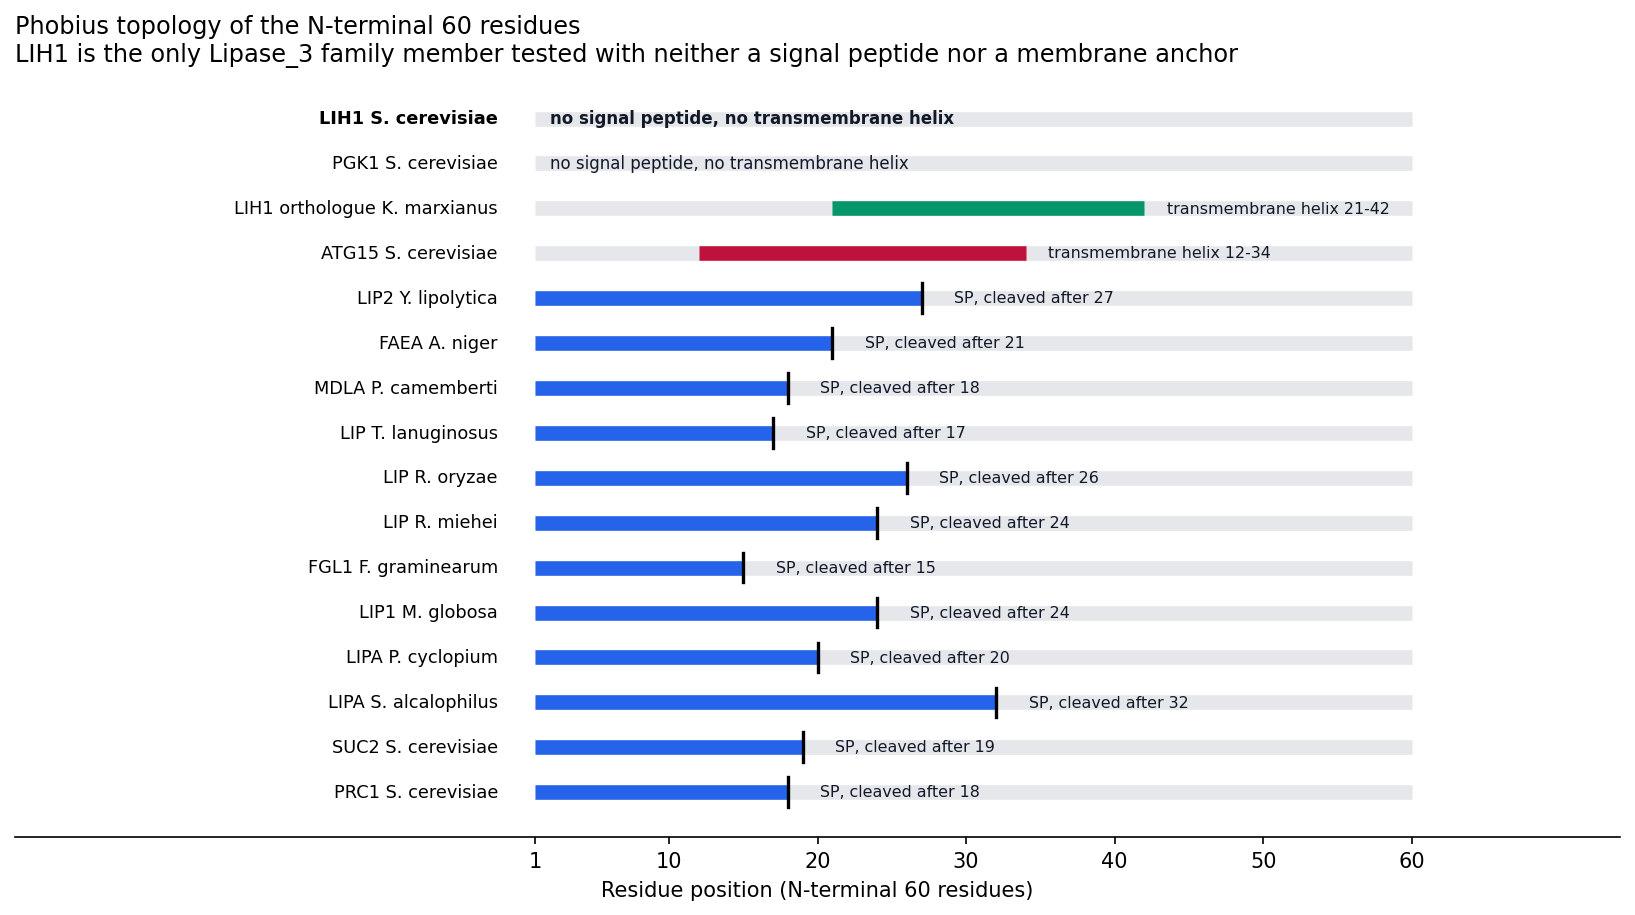 Phobius topology of the N-terminal 60 residues
LIH1 is the only Lipase_3 family member tested with neither a signal peptide nor a membrane anchor
LIH1 S. cerevisiae no signal peptide, no transmembrane helix
PGK1 S. cerevisiae no signal peptide, no transmembrane helix
LIH1 orthologue K. marxianus transmembrane helix 21-42
ATG15 S. cerevisiae transmembrane helix 12-34
LIP2 Y. lipolytica SP, cleaved after 27
FAEA A. niger SP, cleaved after 21
MDLA P. camemberti SP, cleaved after 18
LIP T. lanuginosus SP, cleaved after 17
LIP R. oryzae SP, cleaved after 26
LIP R. miehei SP, cleaved after 24
FGL1 F. graminearum SP, cleaved after 15
LIP1 M. globosa SP, cleaved after 24
LIPA P. cyclopium SP, cleaved after 20
LIPA S. alcalophilus SP, cleaved after 32
SUC2 S. cerevisiae SP, cleaved after 19
PRC1 S. cerevisiae SP, cleaved after 18
1 10 20 30 40 50 60
Residue position (N-terminal 60 residues)